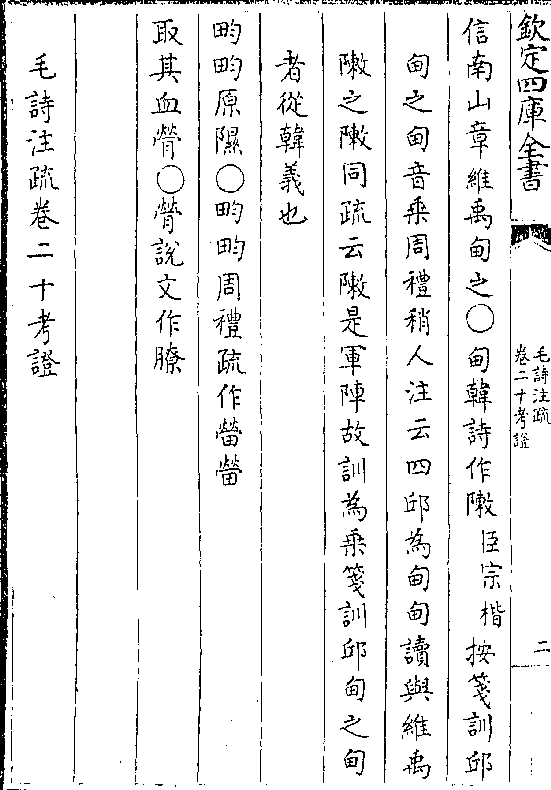 欽定四庫全書
毛詩注疏
卷二十考證
二
信南山章維禹甸之○甸韓詩作敶臣宗楷按箋訓邱
甸之甸音乘周禮稍人注云四邱為甸甸讀與維禹
敶之敶同疏云敶是軍陣故訓為乘箋訓邱甸之甸
者從韓義也
畇畇原隰○畇畇周禮疏作㽦㽦
取其血膋○膋說文作膫
毛詩注疏卷二十考證